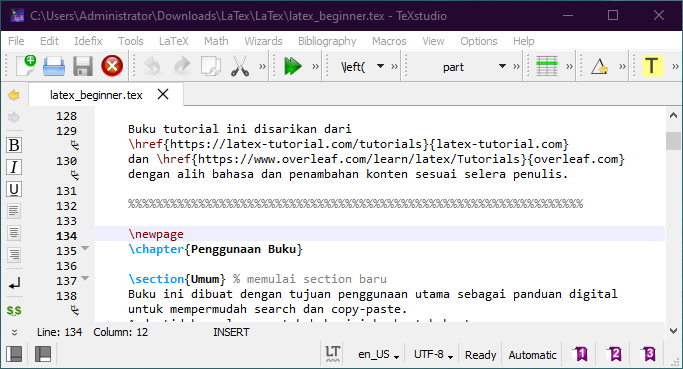 C:\Users\Administrator\Downloads\LaTex\LaTex\latex_beginner.tex - TeXstudio
File Edit Idefix Tools LaTeX Math Wizards Bibliography Macros View Options Help
\left( part T
latex_beginner.tex
128
129 Buku tutorial ini disarikan dari
\href{https://latex-tutorial.com/tutorials}{latex-tutorial.com}
130 dan \href{https://www.overleaf.com/learn/latex/Tutorials}{overleaf.com}
dengan alih bahasa dan penambahan konten sesuai selera penulis.
131
132 %%%%%%%%%%%%%%%%%%%%%%%%%%%%%%%%%%%%%%%%%%%%%%%%%%%%%%%%%%%%%%%%%
133
134 \newpage
135 \chapter{Penggunaan Buku}
136
137 \section{Umum} % memulai section baru
138 Buku ini dibuat dengan tujuan penggunaan utama sebagai panduan digital
untuk mempermudah search dan copy-paste.
B
I
U
$$
Line: 134 Column: 12 INSERT
LT en_US UTF-8 Ready Automatic 1 2 3